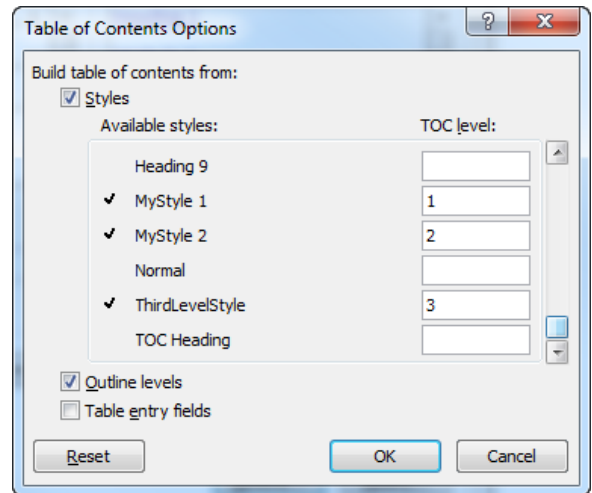 Table of Contents Options
?
Build table of contents from:
Styles
Available styles: TOC level:
Heading 9
MyStyle 1 1
MyStyle 2 2
Normal
ThirdLevelStyle 3
TOC Heading
Outline levels
Table entry fields
Reset OK Cancel